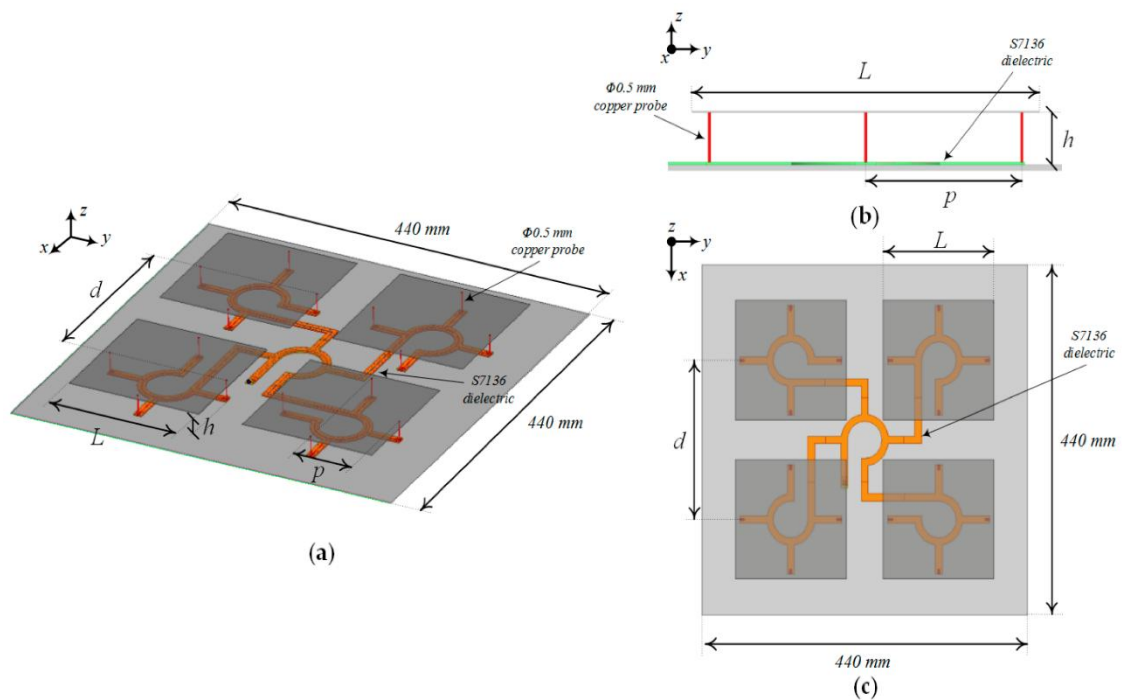 z
x
y
440 mm
Φ0.5 mm
copper probe
d
S7136
dielectric
h
L
p
440 mm
(a)
z
x
y
S7136
dielectric
L
Φ0.5 mm
copper probe
h
p
(b)
z
y
x
L
S7136
dielectric
d
440 mm
440 mm
(c)